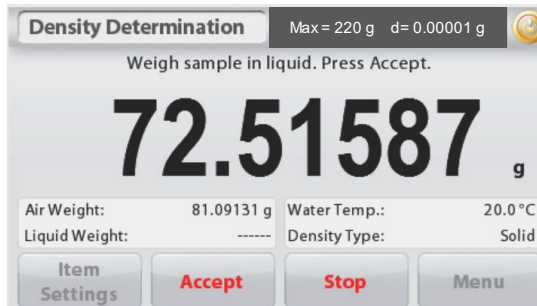 Density Determination Max = 220 g d= 0.00001 g
Weigh sample in liquid. Press Accept.
72.51587 g
Air Weight: 81.09131 g Water Temp.: 20.0 °C
Liquid Weight: ------ Density Type: Solid
Item Settings Accept Stop Menu